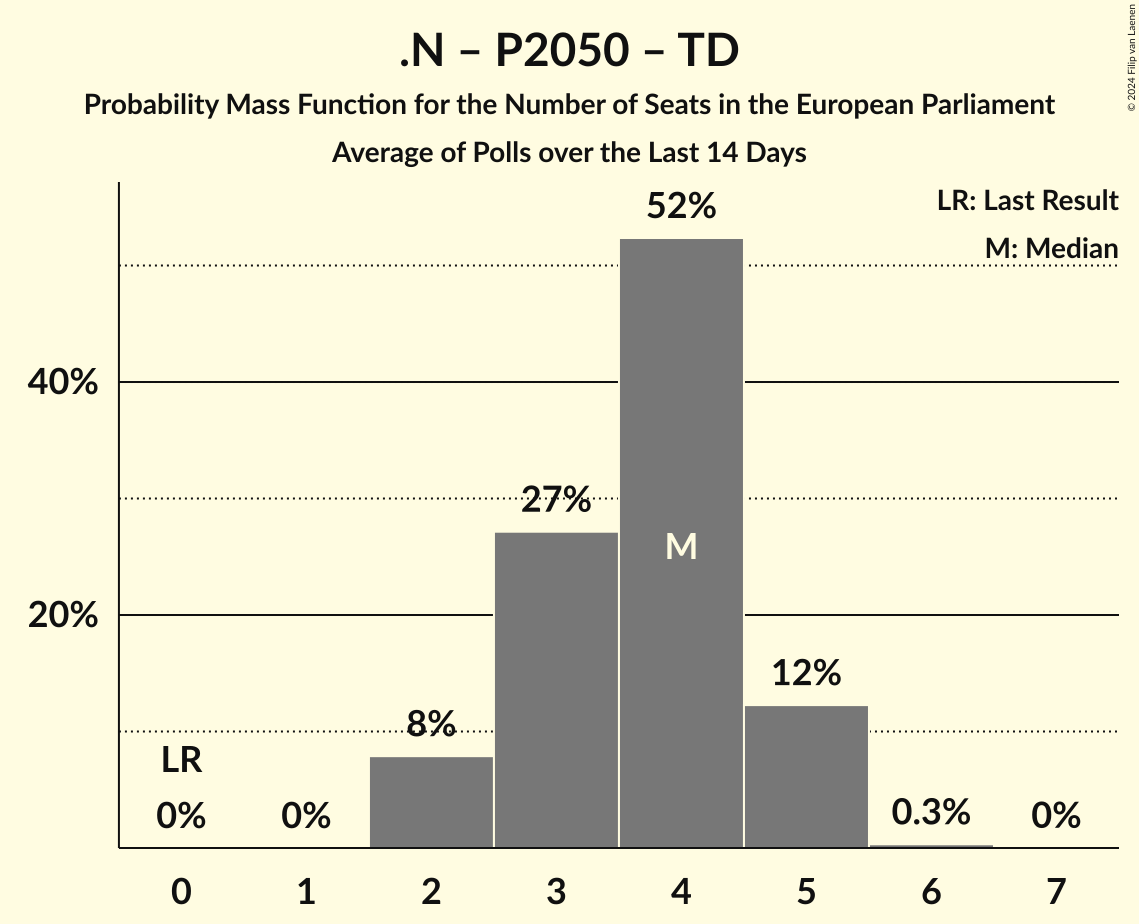 .N – P2050 – TD
Probability Mass Function for the Number of Seats in the European Parliament
Average of Polls over the Last 14 Days
© 2024 Filip van Laenen
LR: Last Result
M: Median
52%
40%
27%
M
20%
12%
8%
LR
0%
0%
0.3%
0%
0 1 2 3 4 5 6 7